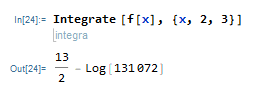 In[24]:= Integrate[f[x], {x, 2, 3}]
integra
Out[24]= 13/2 - Log[131072]